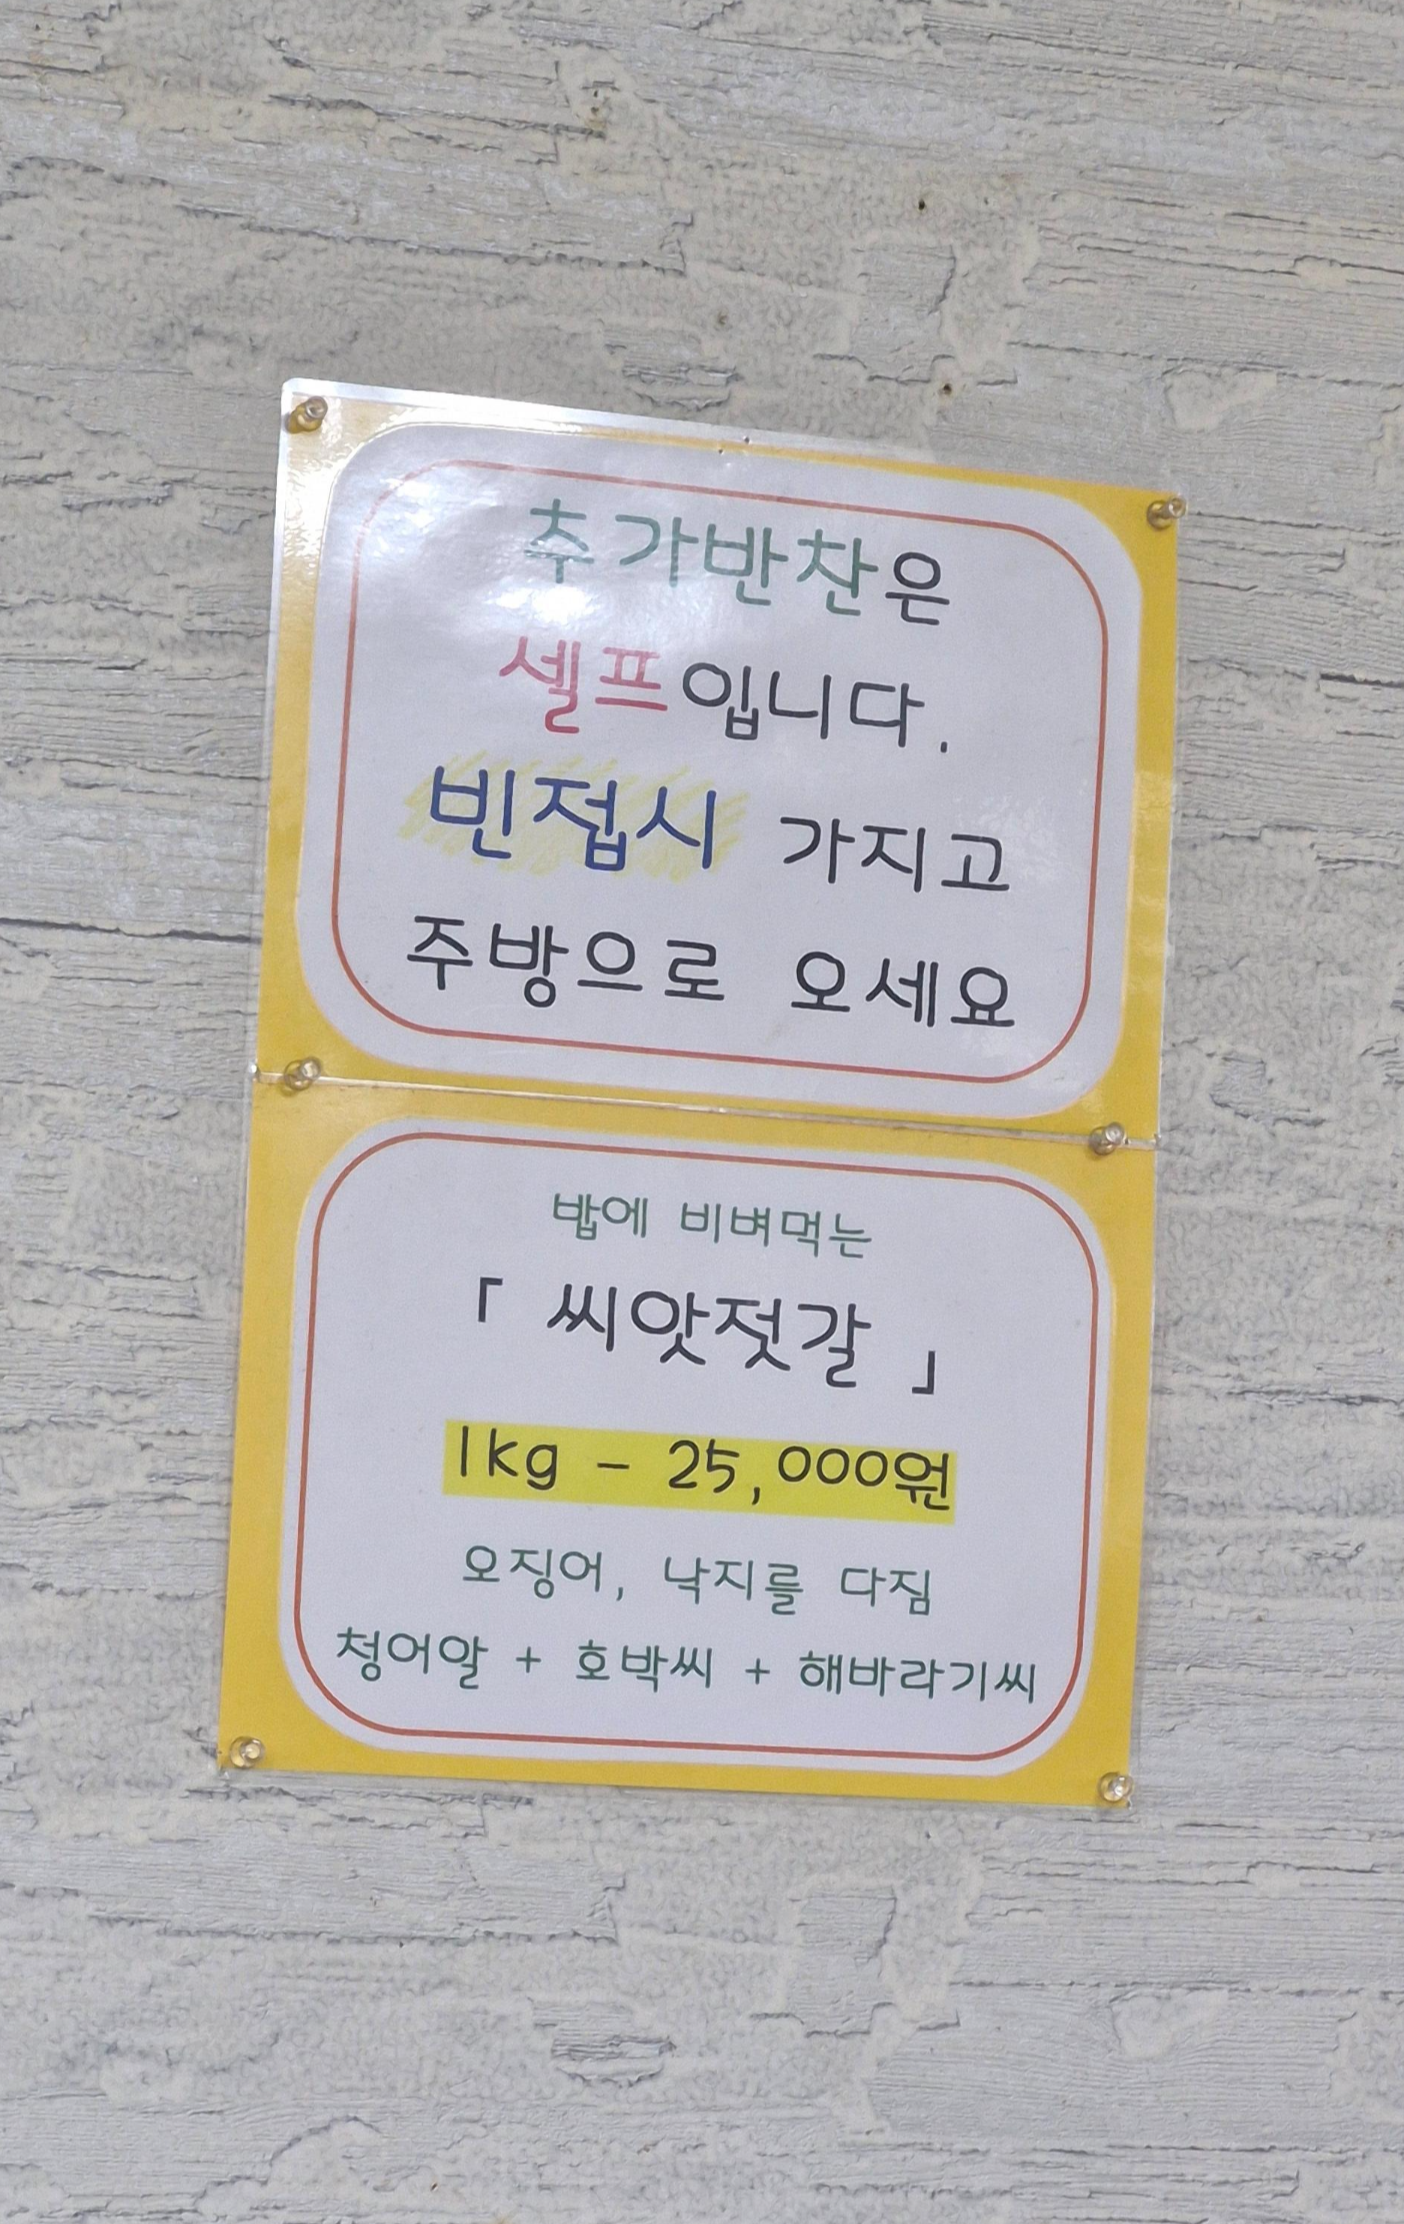 추가반찬은
셀프입니다.
빈접시 가지고
주방으로 오세요
밥에 비벼먹는
「 씨앗젓갈 」
1kg - 25,000원
오징어, 낙지를 다짐
청어알 + 호박씨 + 해바라기씨